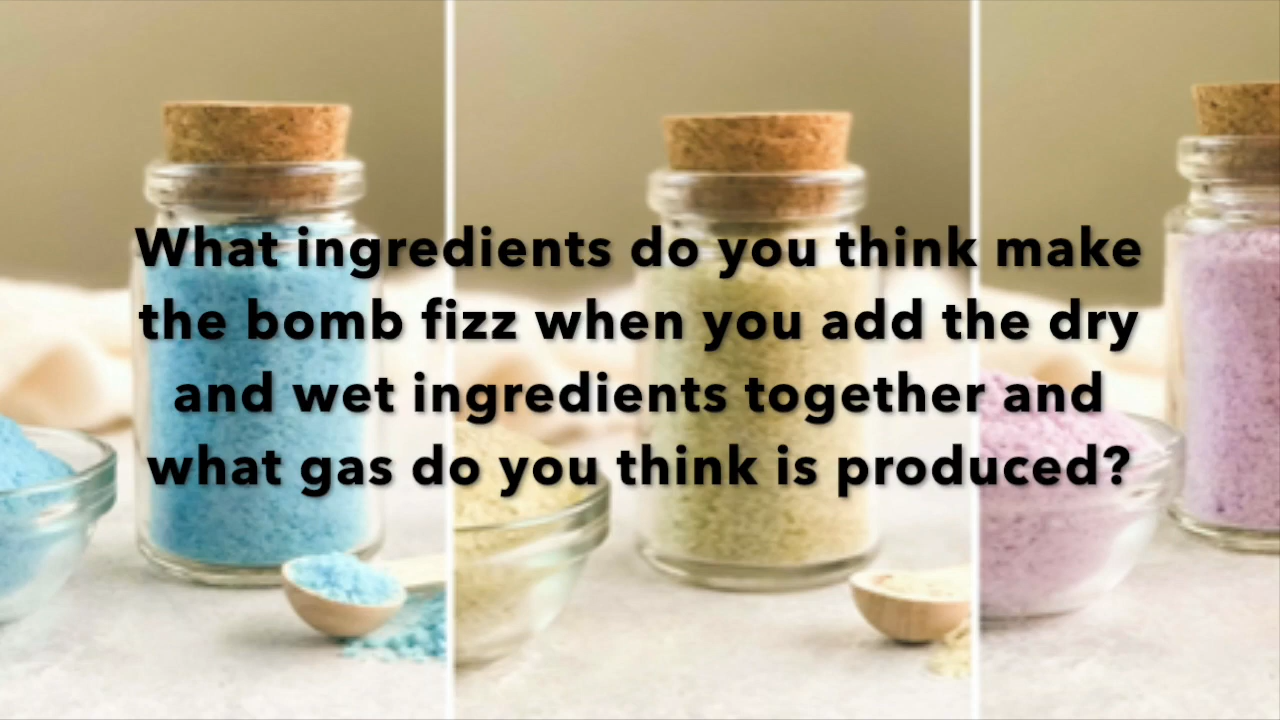 What ingredients do you think make
the bomb fizz when you add the dry
and wet ingredients together and
what gas do you think is produced?